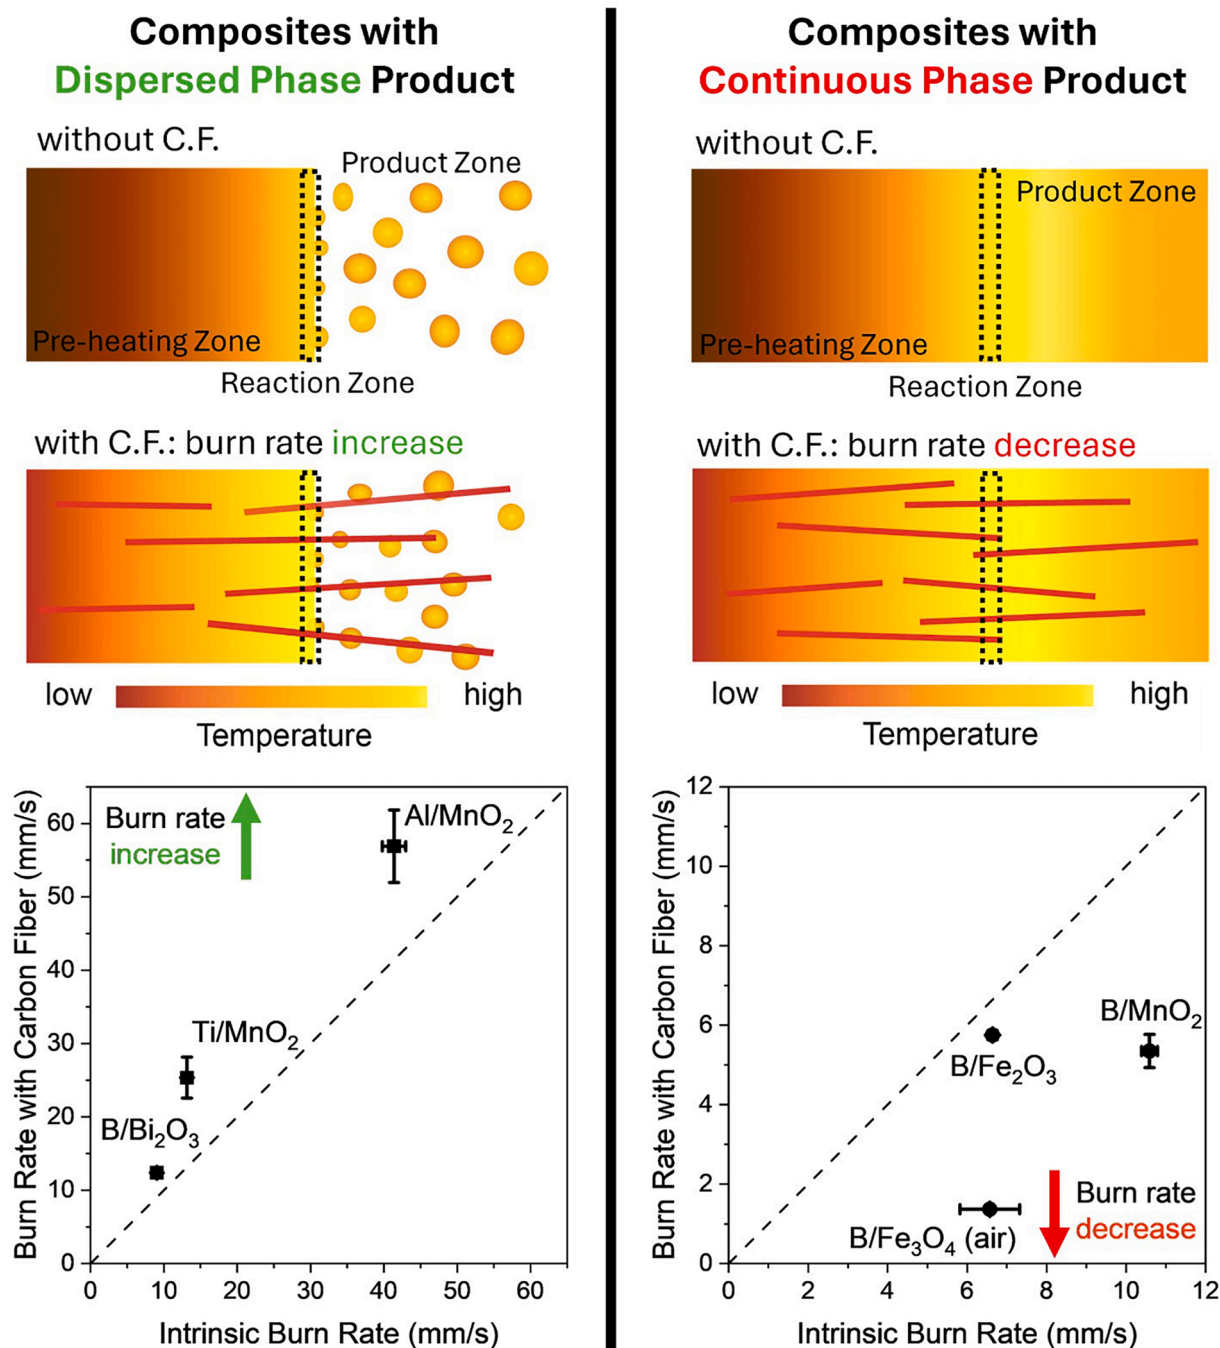 Composites with
Dispersed Phase Product
without C.F.
Product Zone
Pre-heating Zone
Reaction Zone
with C.F.: burn rate increase
low
high
Temperature
Burn Rate with Carbon Fiber (mm/s)
60
50
40
30
20
10
0
Burn rate
increase
Al/MnO₂
Ti/MnO₂
B/Bi₂O₃
0 10 20 30 40 50 60
Intrinsic Burn Rate (mm/s)
Composites with
Continuous Phase Product
without C.F.
Product Zone
Pre-heating Zone
Reaction Zone
with C.F.: burn rate decrease
low
high
Temperature
Burn Rate with Carbon Fiber (mm/s)
12
10
8
6
4
2
0
B/MnO₂
B/Fe₂O₃
B/Fe₃O₄ (air)
Burn rate
decrease
0 2 4 6 8 10 12
Intrinsic Burn Rate (mm/s)